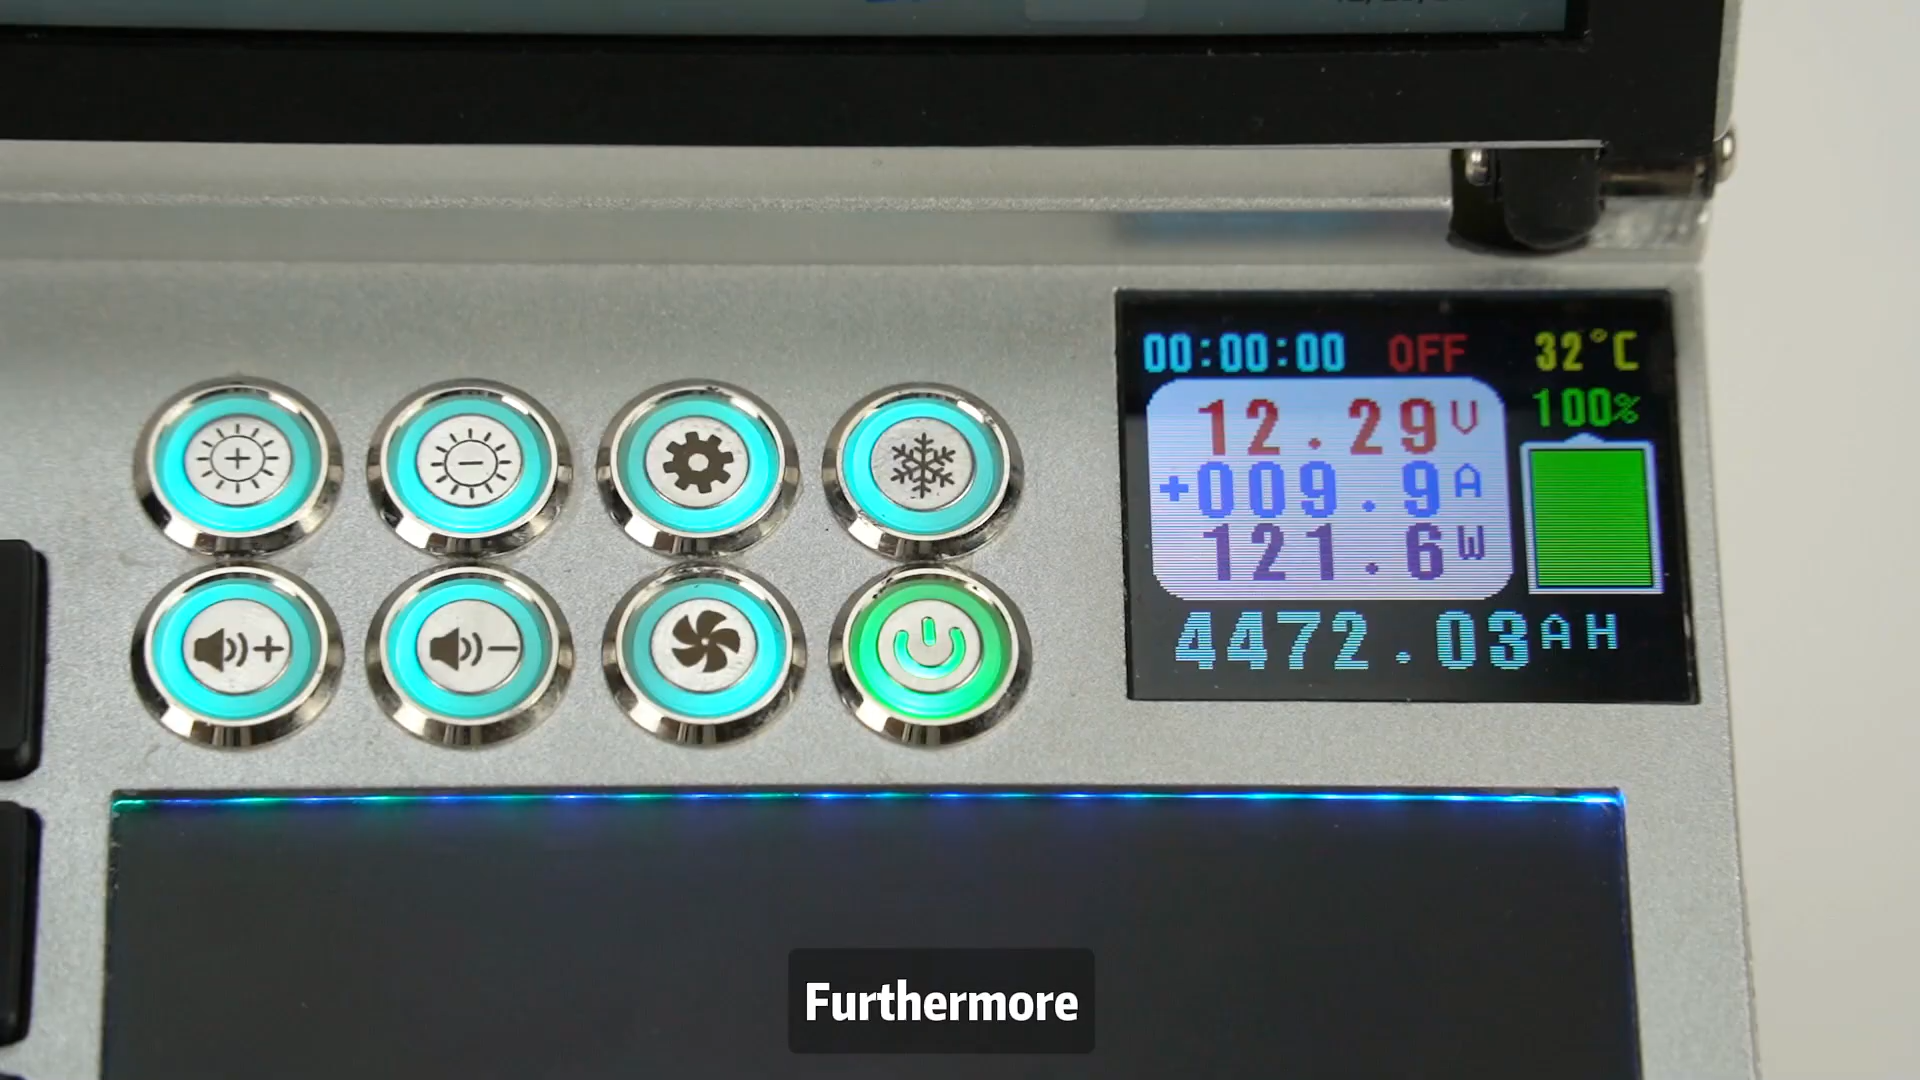 00:00:00 OFF 32°C
100%
12.29V
+009.9A
121.6W
4472.03AH
Furthermore